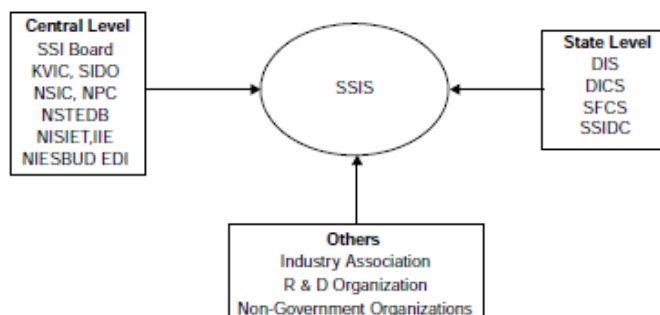 Central Level
SSI Board
KVIC, SIDO
NSIC, NPC
NSTEDB
NISIET,IIE
NIESBUD EDI
SSIS
State Level
DIS
DICS
SFCS
SSIDC
Others
Industry Association
R & D Organization
Non-Government Organizations